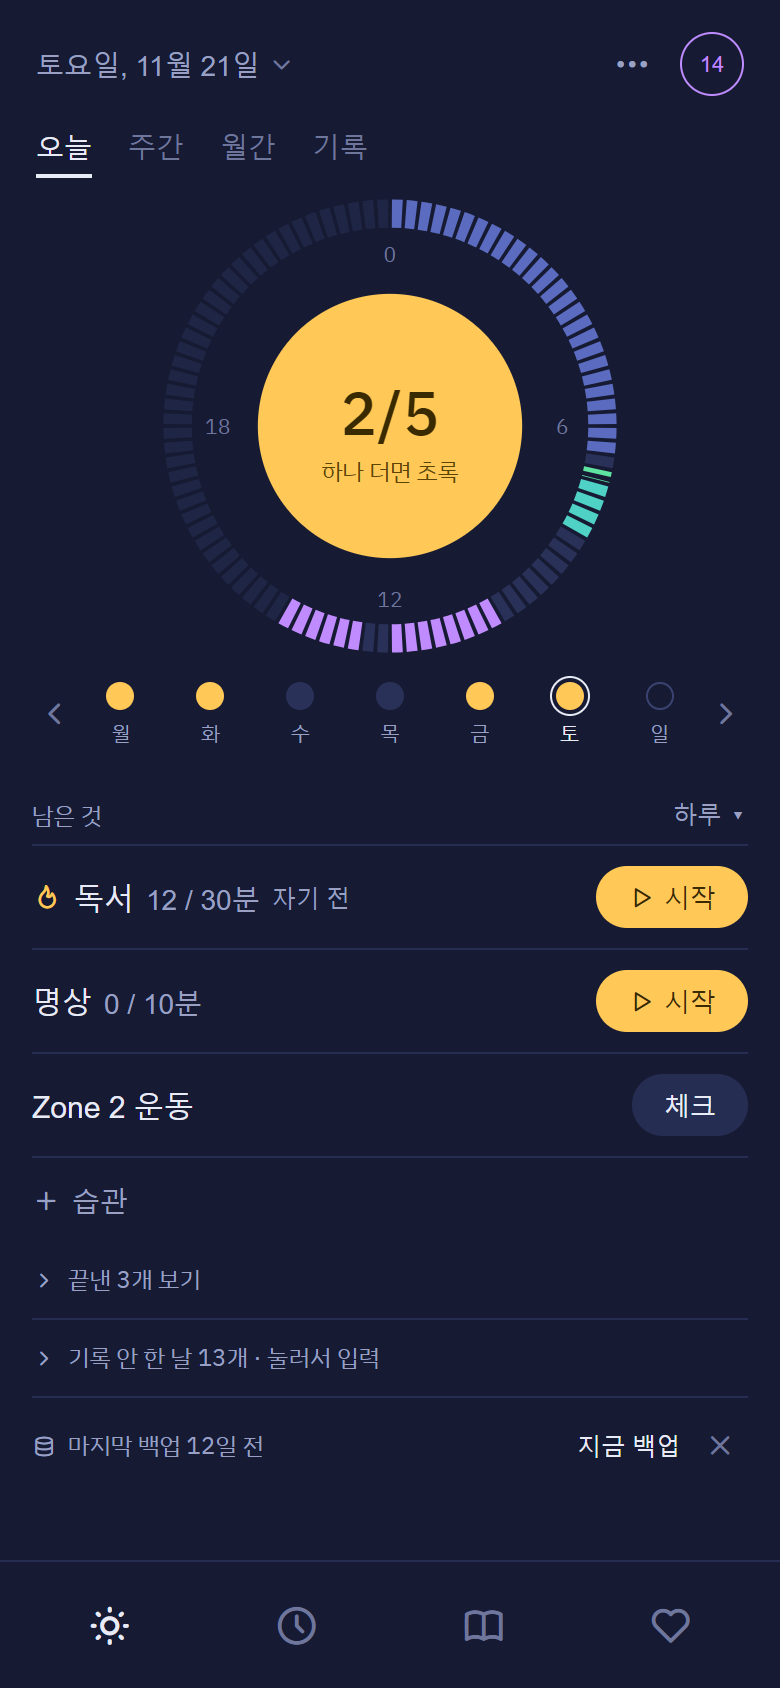 토요일, 11월 21일
14
오늘 주간 월간 기록
0
2/5
18
6
하나 더면 초록
12
월 화 수 목 금 토 일
남은 것 하루
독서 12 / 30분 자기 전 시작
명상 0 / 10분 시작
Zone 2 운동 체크
+ 습관
끝낸 3개 보기
기록 안 한 날 13개 · 눌러서 입력
마지막 백업 12일 전 지금 백업